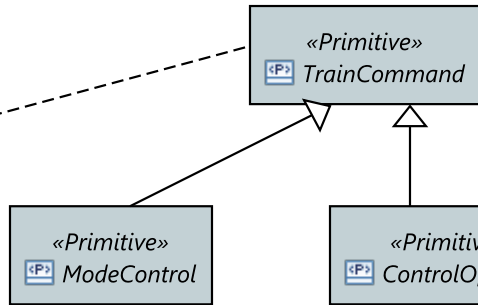 «Primitive»
<P> TrainCommand
«Primitive»
<P> ModeControl
<P>